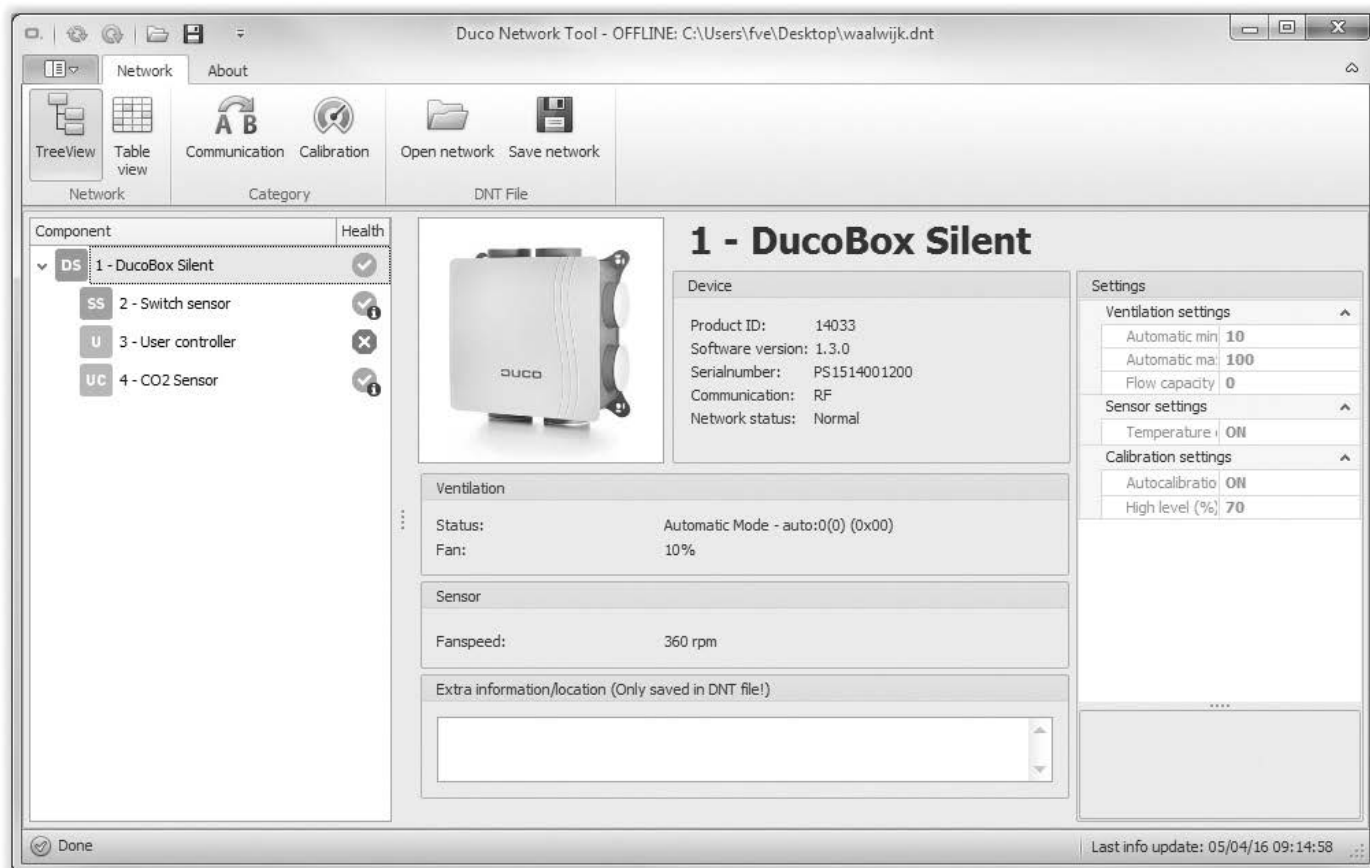 Duco Network Tool - OFFLINE: C:\Users\fve\Desktop\waalwijk.dnt
Network About
TreeView
Table view
Communication
Calibration
Open network
Save network
Network
Category
DNT File
Component Health
DS 1 - DucoBox Silent
SS 2 - Switch sensor
U 3 - User controller
UC 4 - CO2 Sensor
DUCO
1 - DucoBox Silent
Device
Product ID: 14033
Software version: 1.3.0
Serialnumber: PS1514001200
Communication: RF
Network status: Normal
Ventilation
Status: Automatic Mode - auto:0(0) (0x00)
Fan: 10%
Sensor
Fanspeed: 360 rpm
Extra information/location (Only saved in DNT file!)
Settings
Ventilation settings
Automatic min 10
Automatic ma 100
Flow capacity 0
Sensor settings
Temperature ON
Calibration settings
Autocalibratio ON
High level (%) 70
Done
Last info update: 05/04/16 09:14:58